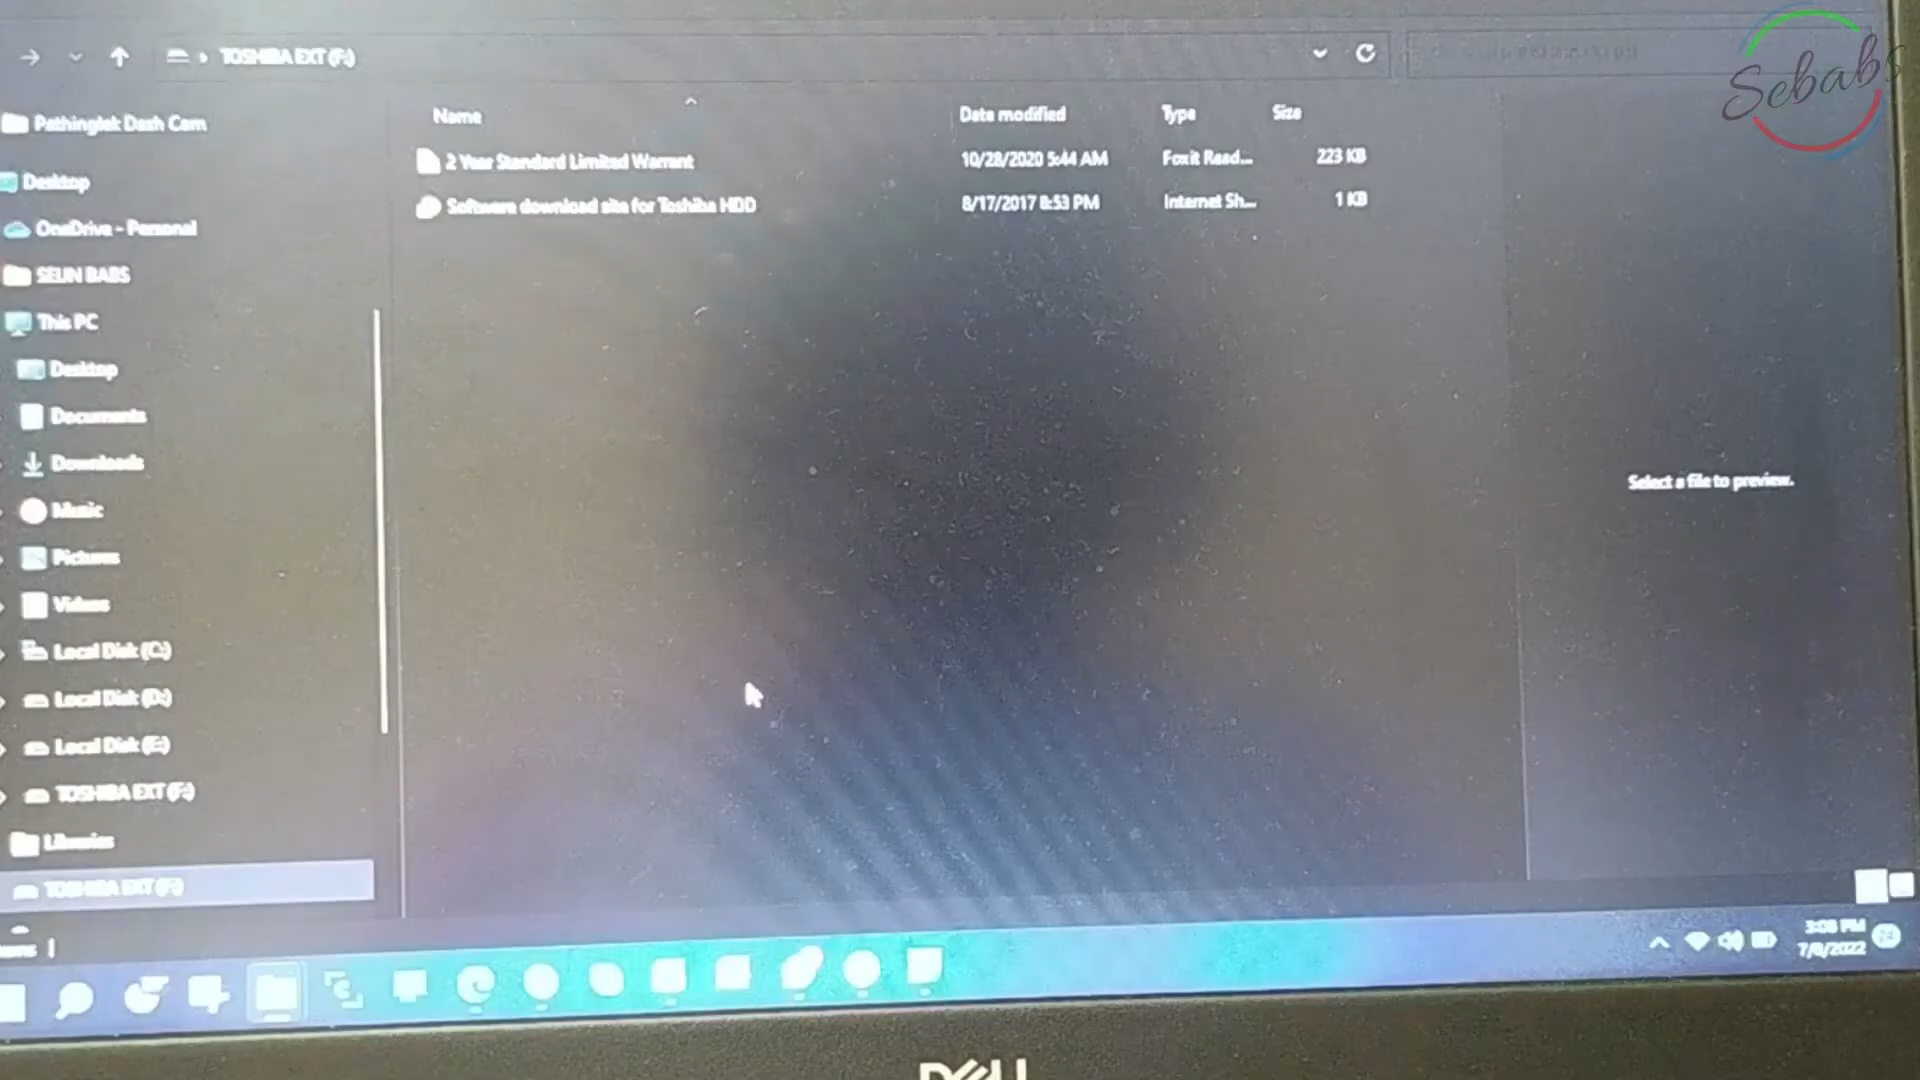 TOSHIBA EXT (F:)
Sebabs
Name
Date modified
Type
Size
2 Year Standard Limited Warrant
10/28/2020 5:44 AM
Foxit Read...
223 KB
Software download site for Toshiba HDD
8/17/2017 8:53 PM
Internet Sh...
1 KB
Pathinglek Dash Cam
Desktop
OneDrive - Personal
SELIN BABS
This PC
Desktop
Documents
Downloads
Music
Pictures
Videos
Local Disk (C:)
Local Disk (D:)
Local Disk (E:)
TOSHIBA EXT (F:)
Libraries
TOSHIBA EXT (F:)
Select a file to preview.
3:08 PM
7/8/2022
24
DELL